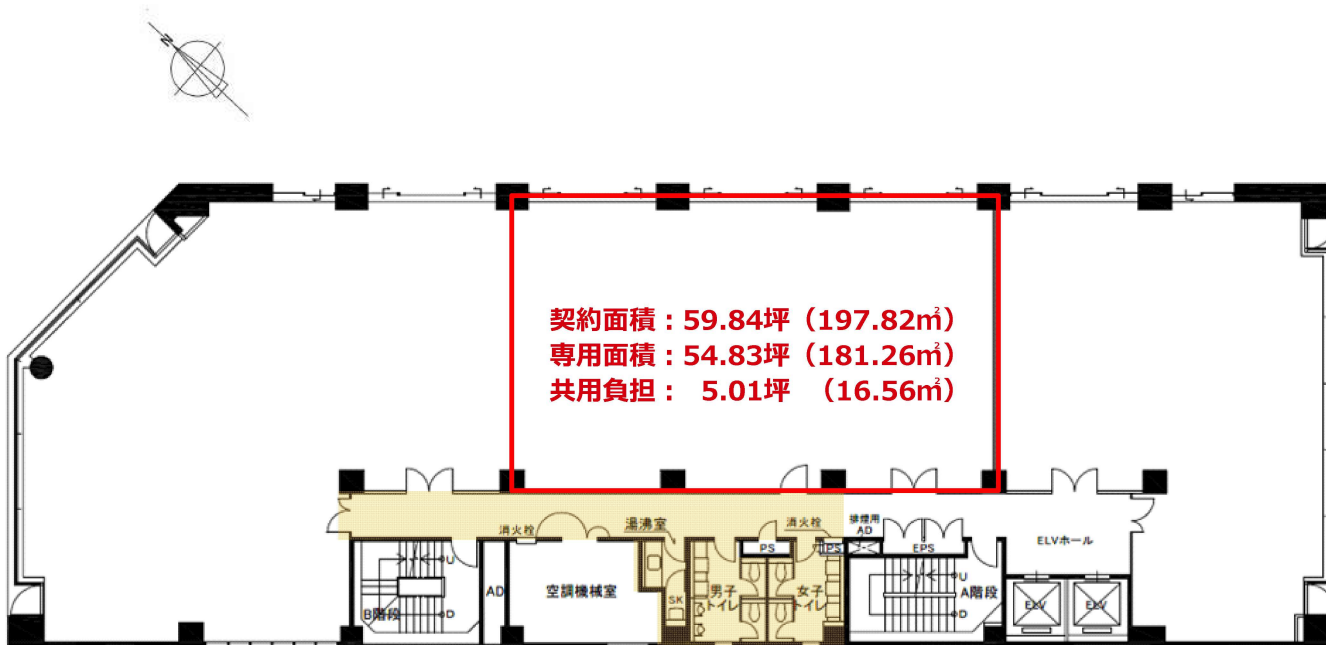 N
契約面積：59.84坪（197.82㎡）
専用面積：54.83坪（181.26㎡）
共用負担： 5.01坪 （16.56㎡）
消火栓
湯沸室
消火栓
排煙用
AD
PS
PS
EPS
ELVホール
U
D
B階段
AD
空調機械室
SK
男子
トイレ
女子
トイレ
U
D
A階段
ELV
ELV